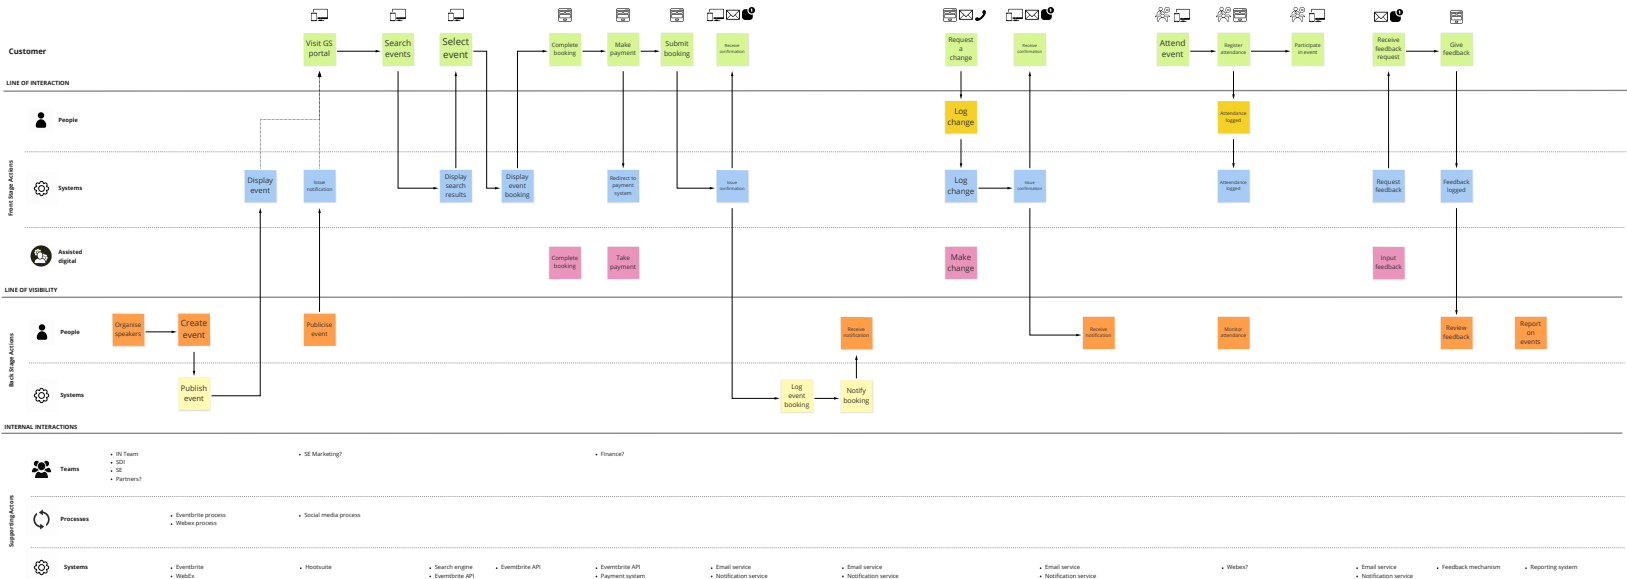 Customer
Visit GS
portal
Search
events
Select
event
Complete
booking
Make
payment
Submit
booking
Receive
confirmation
Request
a
change
Receive
confirmation
Attend
event
Register
attendance
Participate
in event
Receive
feedback
request
Give
feedback
LINE OF INTERACTION
Front Stage Actions
People
Log
change
Attendance
logged
Systems
Display
event
Issue
notification
Display
search
results
Display
event
booking
Redirect to
payment
system
Issue
confirmation
Log
change
Issue
confirmation
Attendance
logged
Request
feedback
Feedback
logged
Assisted
digital
Complete
booking
Take
payment
Make
change
Input
feedback
LINE OF VISIBILITY
Back Stage Actions
People
Organise
speakers
Create
event
Publicise
event
Receive
notification
Receive
notification
Monitor
attendance
Review
feedback
Report
on
events
Systems
Publish
event
Log
event
booking
Notify
booking
INTERNAL INTERACTIONS
Supporting Actors
Teams
• IN Team
• SDI
• SE
• Partners?
• SE Marketing?
• Finance?
Processes
• Eventbrite process
• Webex process
• Social media process
Systems
• Eventbrite
• WebEx
• Hootsuite
• Search engine
• Eventbrite API
• Eventbrite API
• Eventbrite API
• Payment system
• Email service
• Notification service
• Email service
• Notification service
• Email service
• Notification service
• Webex?
• Email service
• Notification service
• Feedback mechanism
• Reporting system